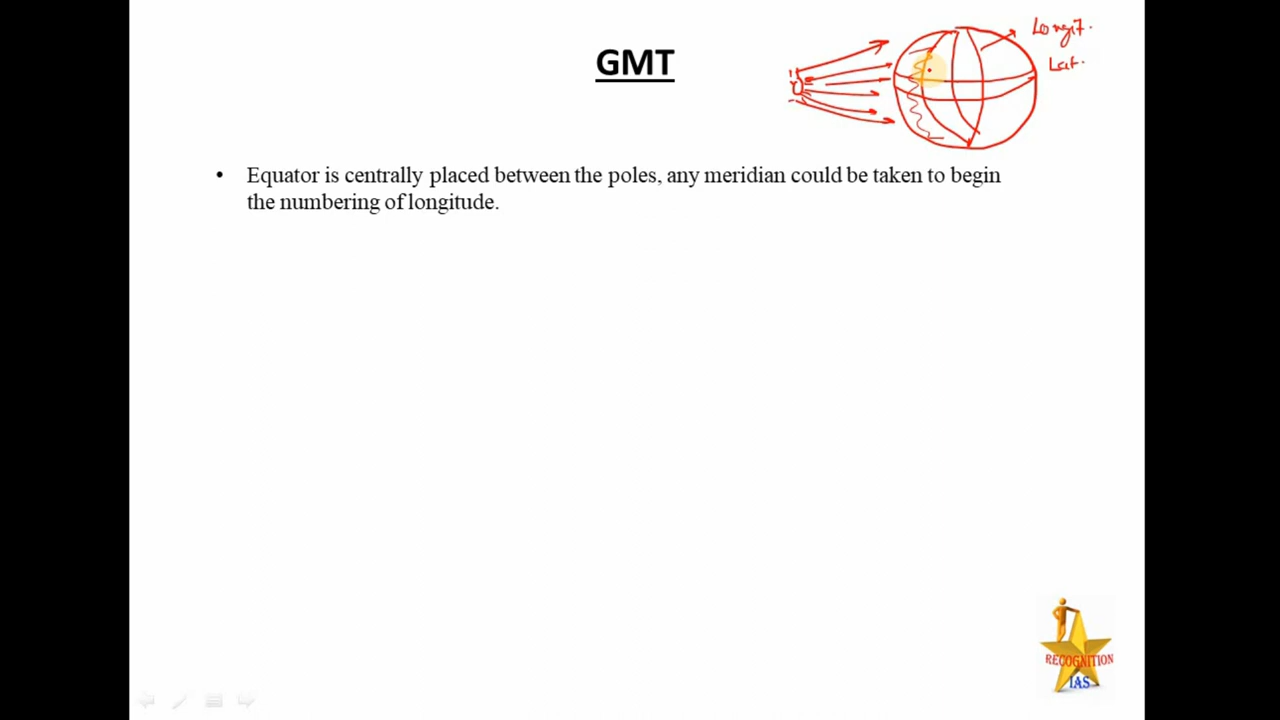 GMT
Longit.
Lat.
• Equator is centrally placed between the poles, any meridian could be taken to begin
the numbering of longitude.
RECOGNITION
IAS